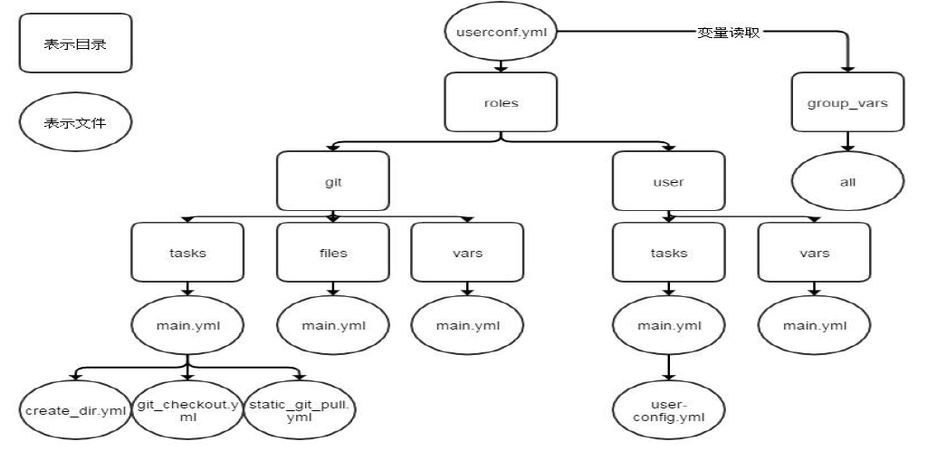 userconf.yml
变量读取
表示目录
roles
group_vars
表示文件
git
user
all
tasks
files
vars
tasks
vars
main.yml
main.yml
main.yml
main.yml
main.yml
create_dir.yml
git_checkout.y
ml
static_git_pull.
yml
user-
config.yml